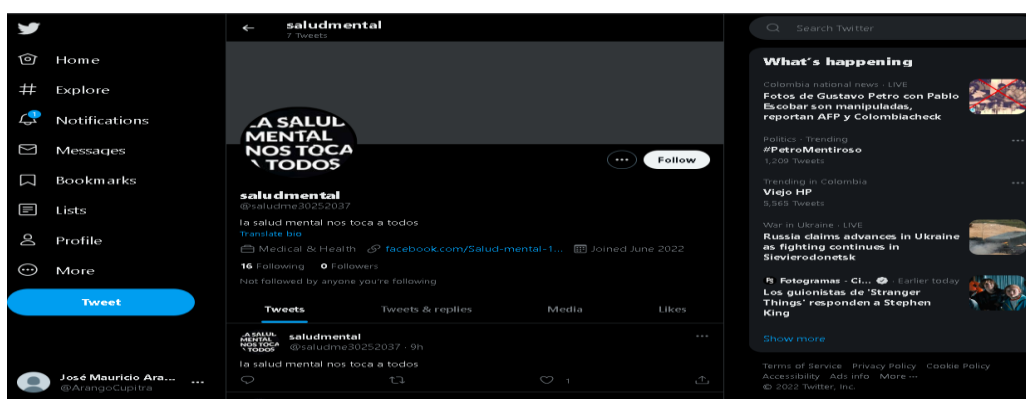 Home
Explore
1
Notifications
Messages
Bookmarks
Lists
Profile
More
Tweet
José Mauricio Ara...
@ArangoCupitra
saludmental
7 Tweets
LA SALUD
MENTAL
NOS TOCA
A TODOS
Follow
saludmental
@saludme30252037
la salud mental nos toca a todos
Translate bio
Medical & Health facebook.com/Salud-mental-1... Joined June 2022
16 Following 0 Followers
Not followed by anyone you're following
Tweets Tweets & replies Media Likes
A SALUL
MENTAL
NOS TOCA
TODOS
saludmental
@saludme30252037 · 9h
la salud mental nos toca a todos
1
Search Twitter
What's happening
Colombia national news · LIVE
Fotos de Gustavo Petro con Pablo
Escobar son manipuladas,
reportan AFP y Colombiacheck
Politics · Trending
#PetroMentiroso
1,209 Tweets
Trending in Colombia
Viejo HP
5,565 Tweets
War in Ukraine · LIVE
Russia claims advances in Ukraine
as fighting continues in
Sievierodonetsk
Fotogramas - Ci... · Earlier today
Los guionistas de 'Stranger
Things' responden a Stephen
King
Show more
Terms of Service Privacy Policy Cookie Policy
Accessibility Ads info More ···
© 2022 Twitter, Inc.